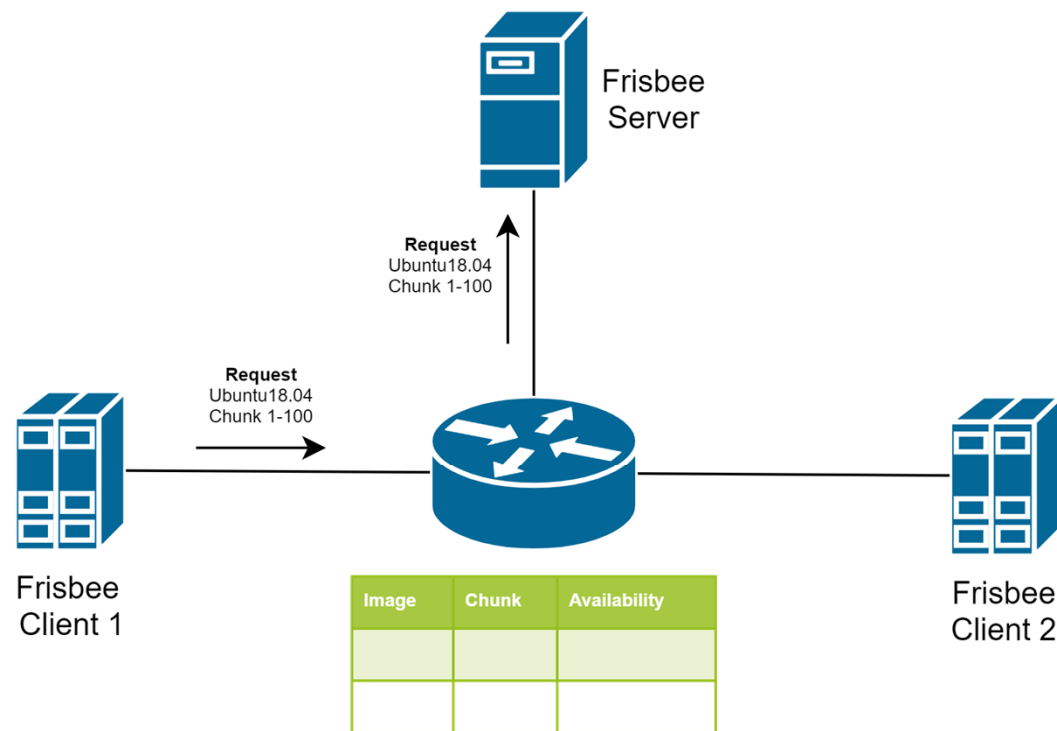 Frisbee
Server
Request
Ubuntu18.04
Chunk 1-100
Request
Ubuntu18.04
Chunk 1-100
Frisbee
Client 1
Frisbee
Client 2
Image Chunk Availability